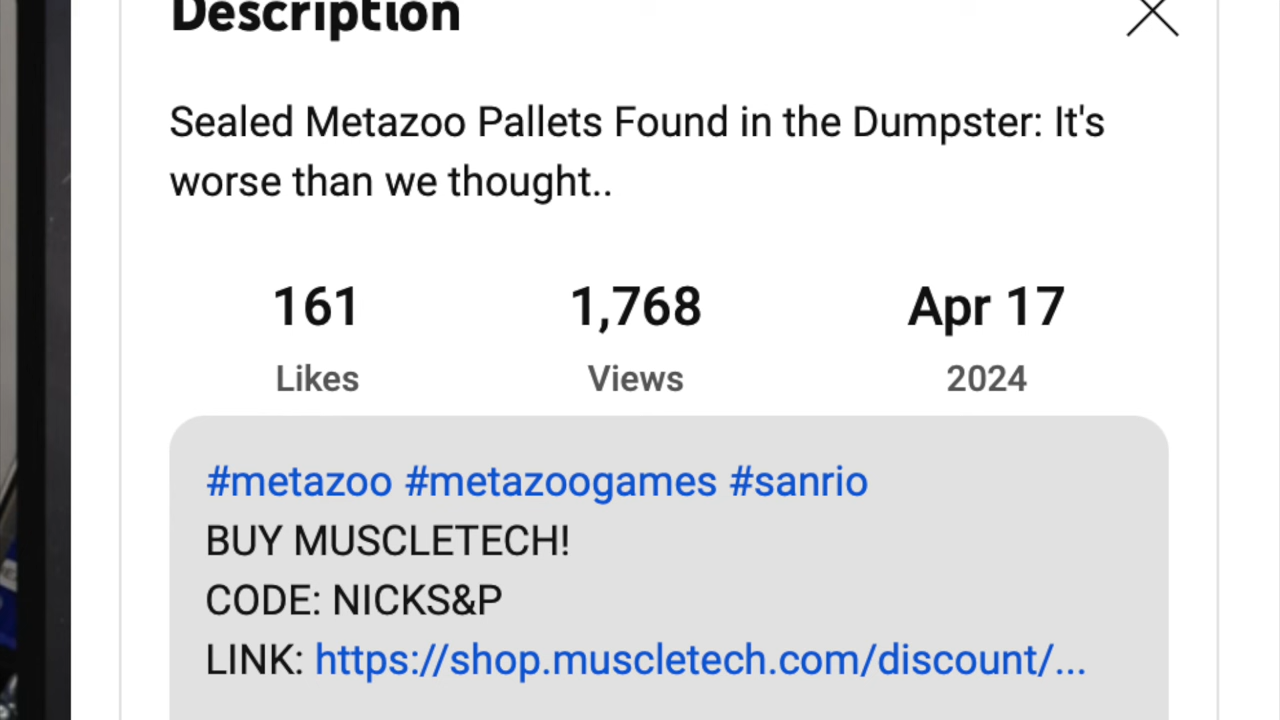 Description
Sealed Metazoo Pallets Found in the Dumpster: It's
worse than we thought..
161 1,768 Apr 17
Likes Views 2024
#metazoo #metazoogames #sanrio
BUY MUSCLETECH!
CODE: NICKS&P
LINK: https://shop.muscletech.com/discount/...